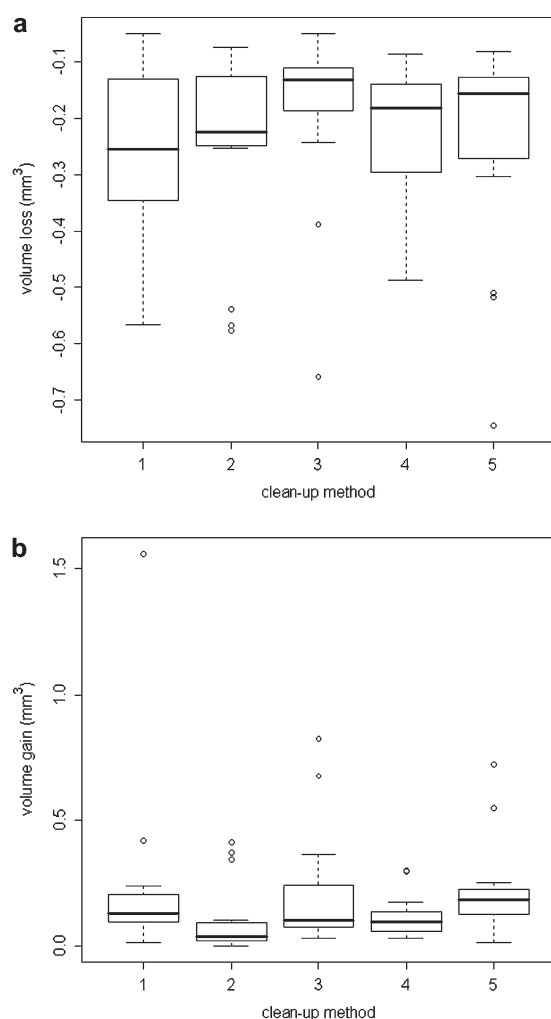 a
volume loss (mm³)
-0.1
-0.2
-0.3
-0.4
-0.5
-0.6
-0.7
1 2 3 4 5
clean-up method
b
volume gain (mm³)
1.5
1.0
0.5
0.0
1 2 3 4 5
clean-up method